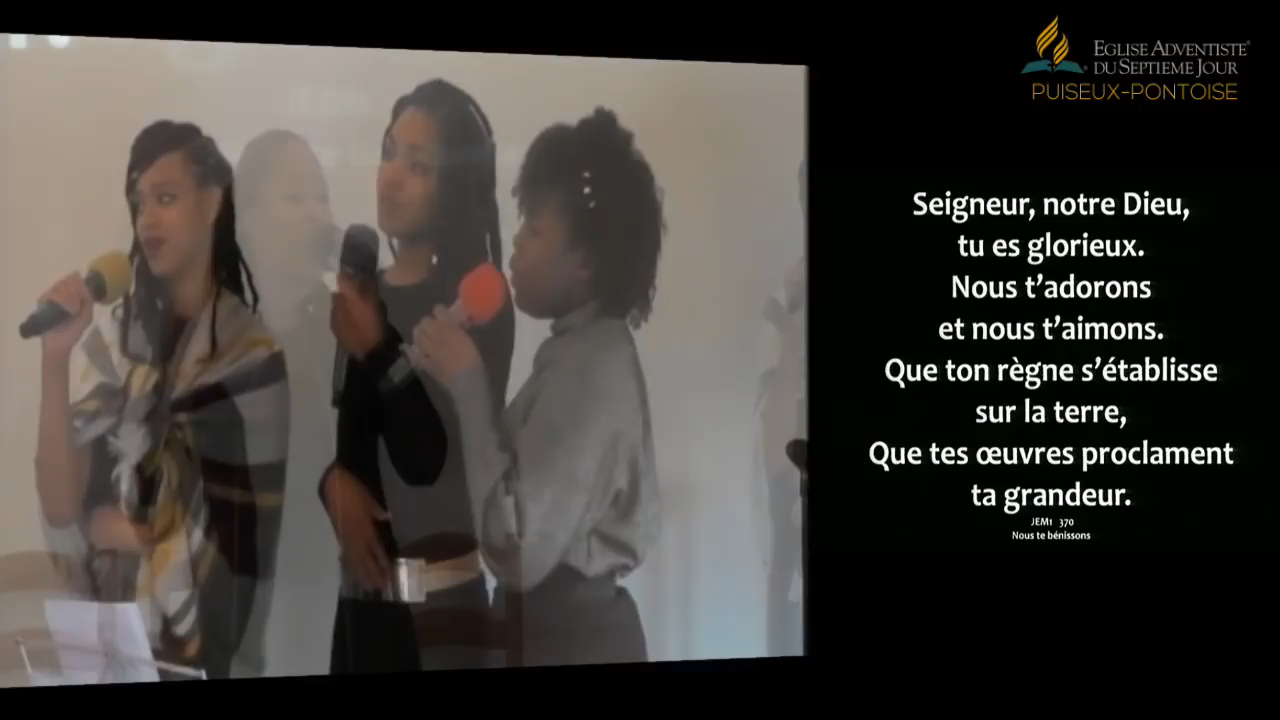 EGLISE ADVENTISTE
DU SEPTIEME JOUR
PUISEUX-PONTOISE
Seigneur, notre Dieu,
tu es glorieux.
Nous t’adorons
et nous t’aimons.
Que ton règne s’établisse
sur la terre,
Que tes œuvres proclament
ta grandeur.
JEM1 370
Nous te bénissons